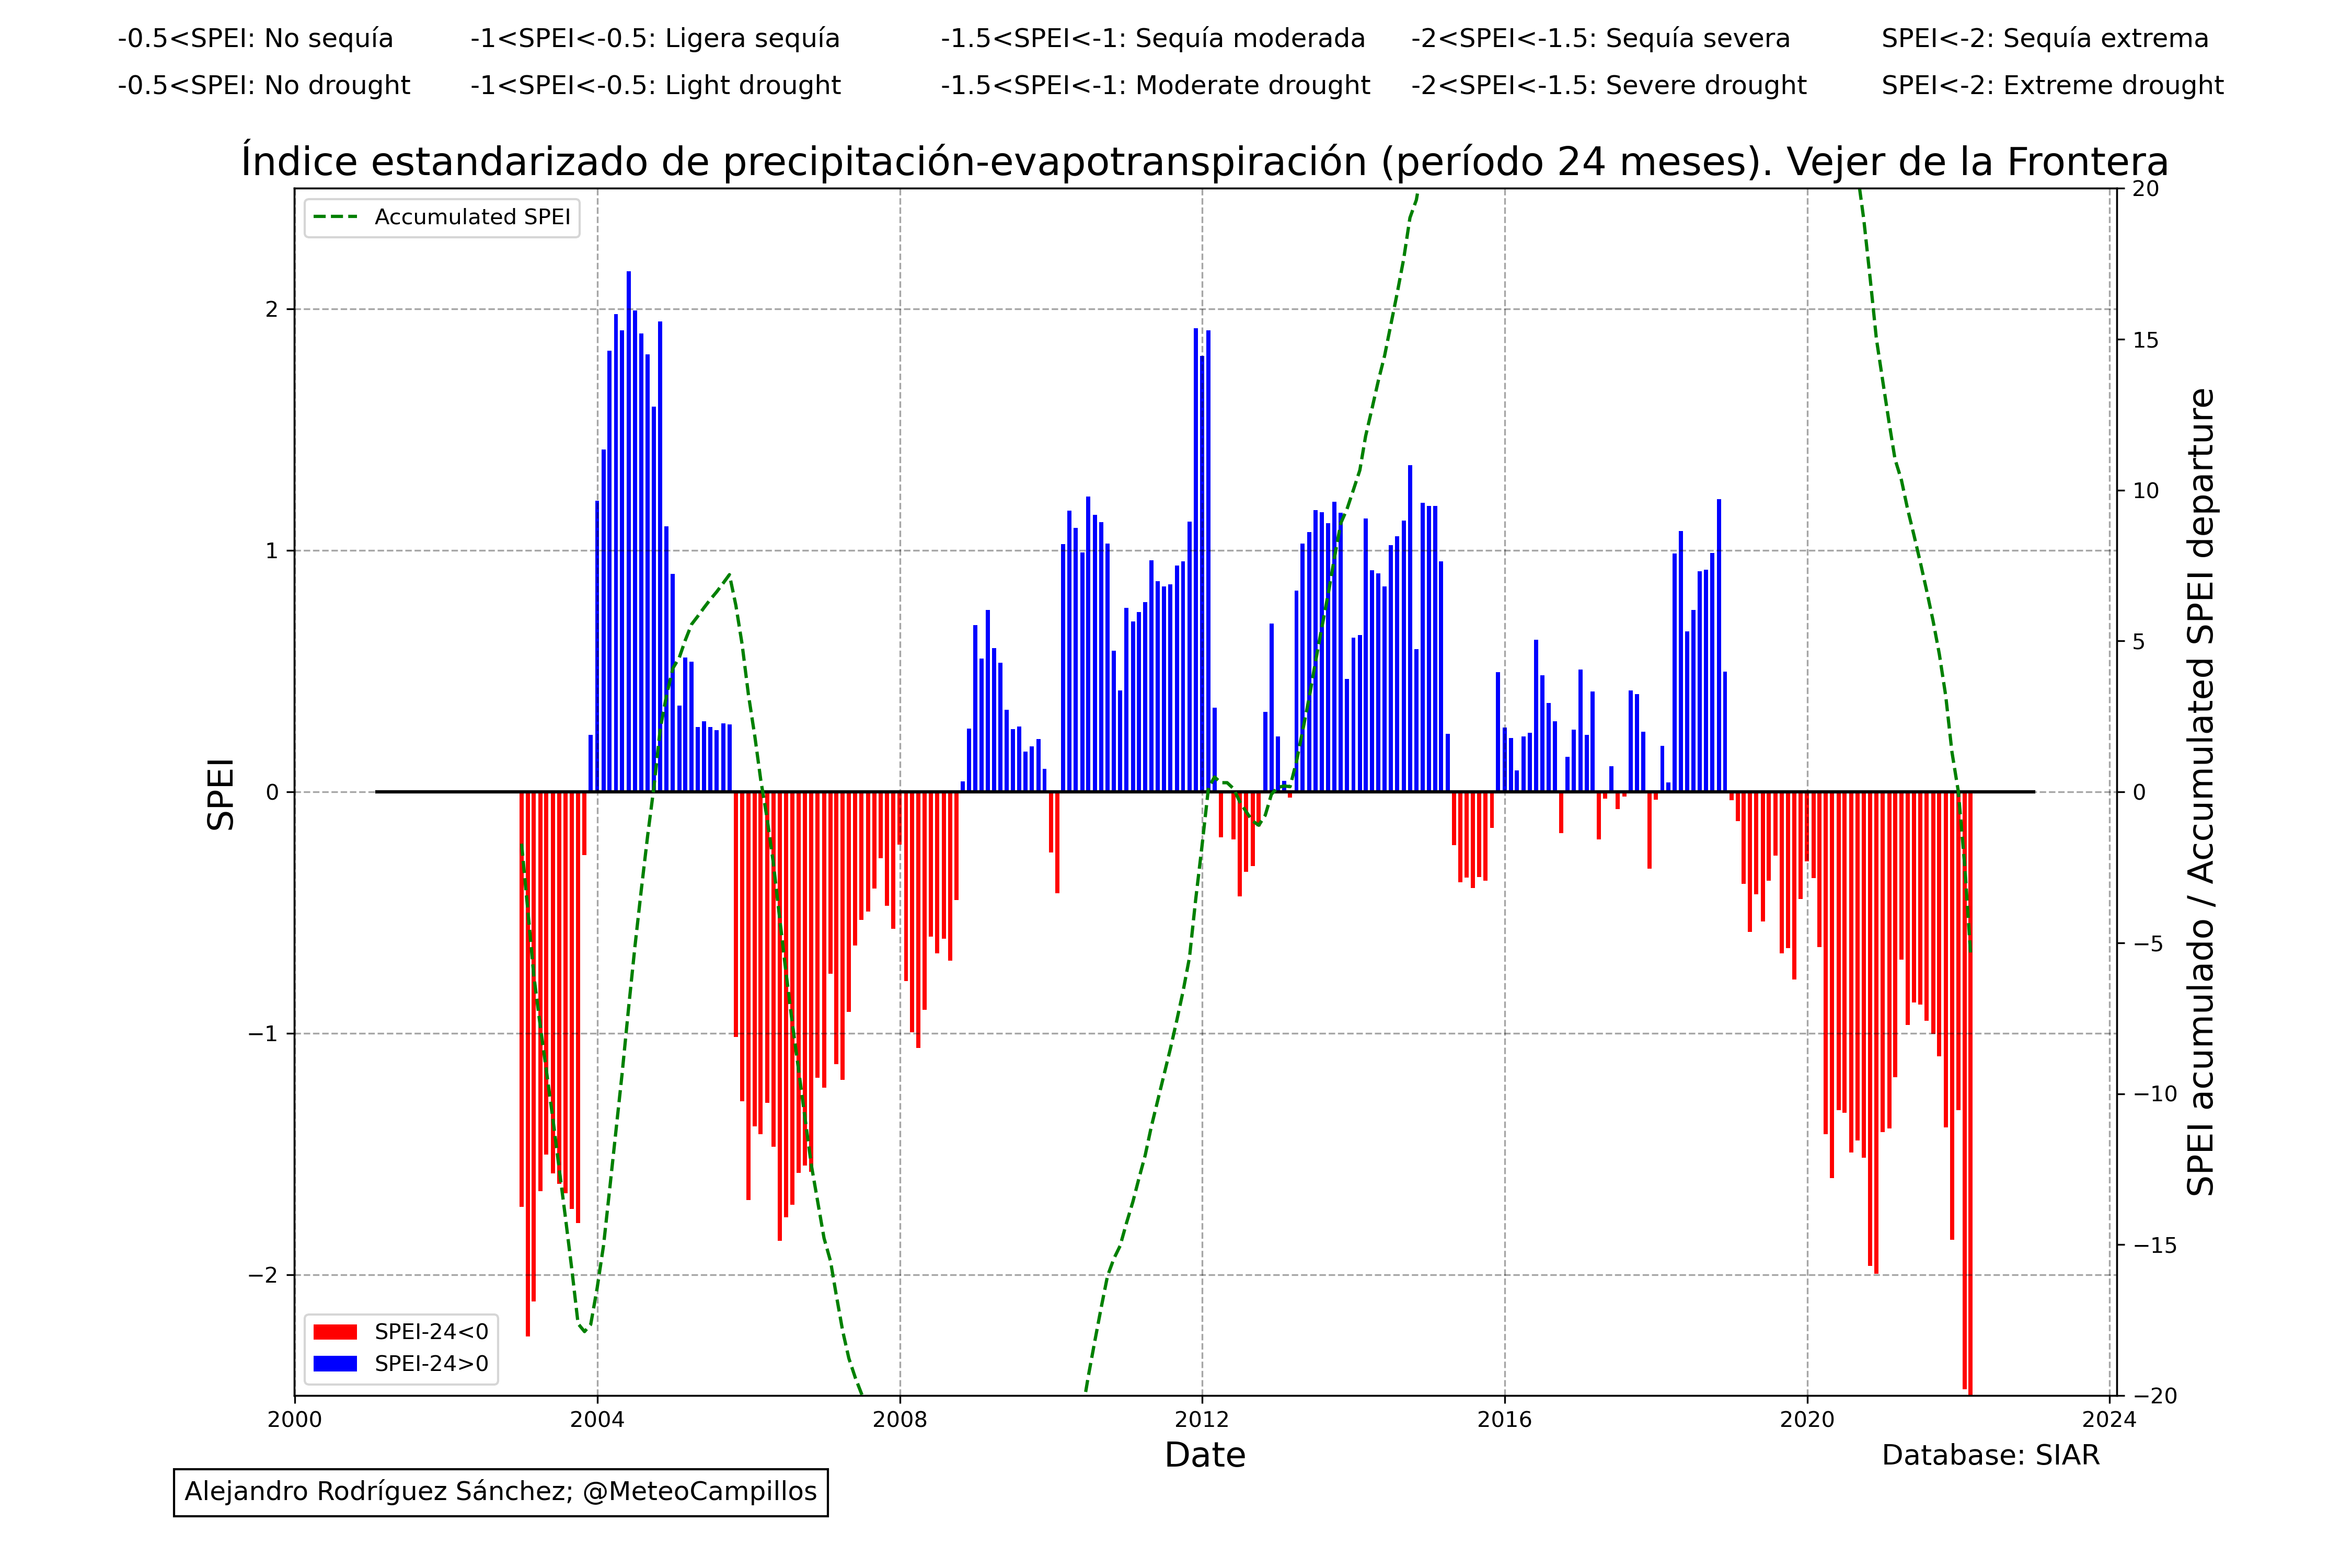 -0.5<SPEI: No sequía -1<SPEI<-0.5: Ligera sequía -1.5<SPEI<-1: Sequía moderada -2<SPEI<-1.5: Sequía severa SPEI<-2: Sequía extrema
-0.5<SPEI: No drought -1<SPEI<-0.5: Light drought -1.5<SPEI<-1: Moderate drought -2<SPEI<-1.5: Severe drought SPEI<-2: Extreme drought
Índice estandarizado de precipitación-evapotranspiración (período 24 meses). Vejer de la Frontera
Accumulated SPEI
SPEI
2
1
0
−1
−2
20
15
10
5
0
−5
−10
−15
−20
SPEI acumulado / Accumulated SPEI departure
SPEI-24<0
SPEI-24>0
2000 2004 2008 2012 2016 2020 2024
Date
Database: SIAR
Alejandro Rodríguez Sánchez; @MeteoCampillos